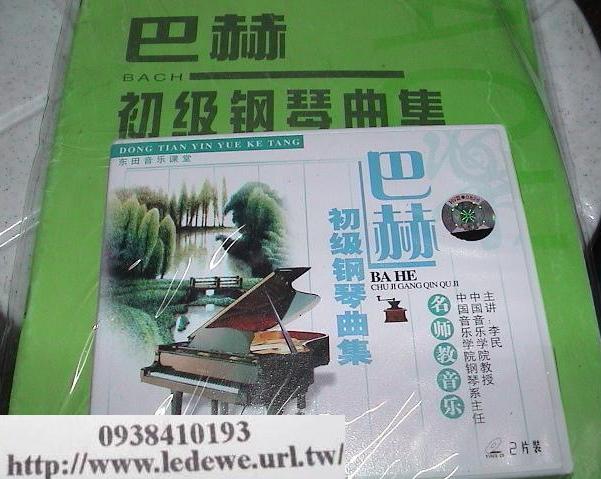 巴赫
BACH
初级钢琴曲集
DONG TIAN YIN YUE KE TANG
东田音乐课堂
巴赫
初级钢琴曲集
BA HE
CHU JI GANG QIN QU JI
名师教音乐
主讲 李民
中国音乐学院教授
中国音乐学院钢琴系主任
2片装
0938410193
http://www.ledewe.url.tw/